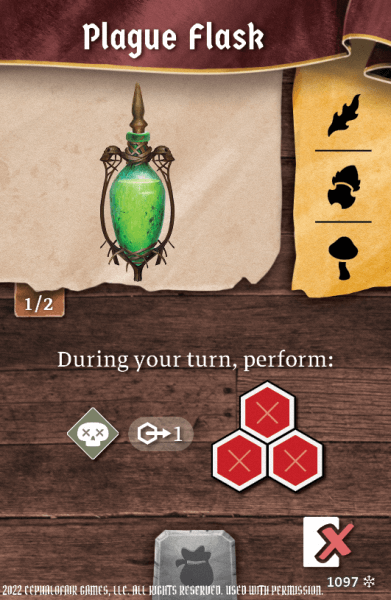 Plague Flask
1/2
During your turn, perform:
1
1097
2022 CEPHALOFAIR GAMES, LLC. ALL RIGHTS RESERVED. USED WITH PERMISSION.